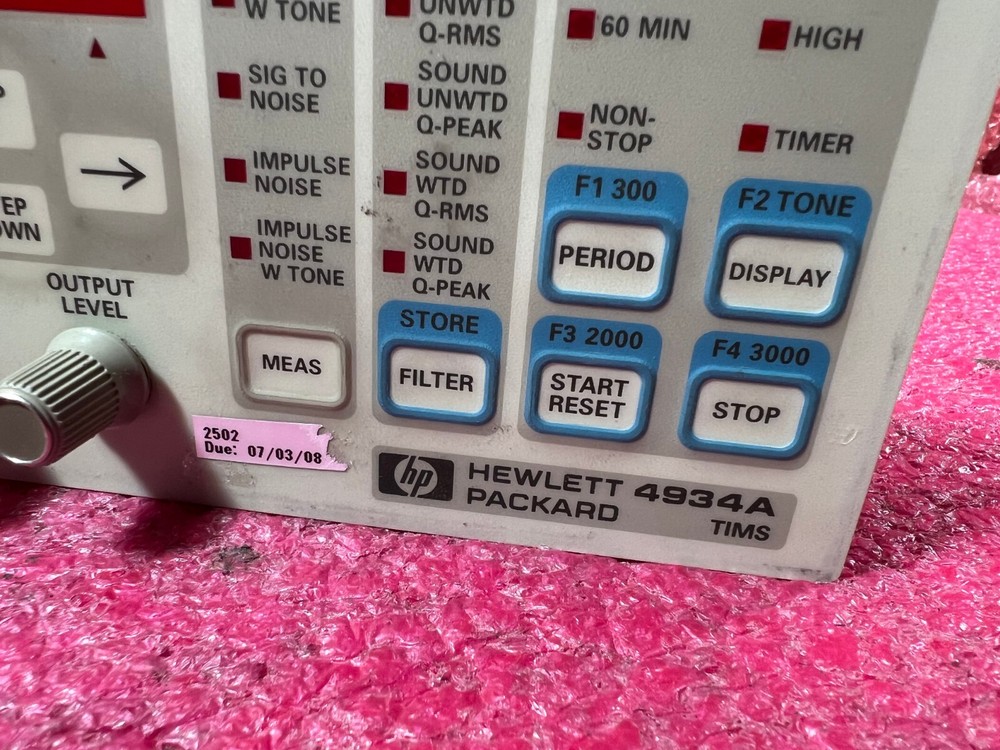 W TONE
SIG TO
NOISE
IMPULSE
NOISE
IMPULSE
NOISE
W TONE
MEAS
UNWTD
Q-RMS
SOUND
UNWTD
Q-PEAK
SOUND
WTD
Q-RMS
SOUND
WTD
Q-PEAK
STORE
FILTER
60 MIN
HIGH
NON-
STOP
TIMER
F1 300
PERIOD
F2 TONE
DISPLAY
F3 2000
START
RESET
F4 3000
STOP
OUTPUT
LEVEL
2502
Due: 07/03/08
hp
HEWLETT
PACKARD
4934A
TIMS